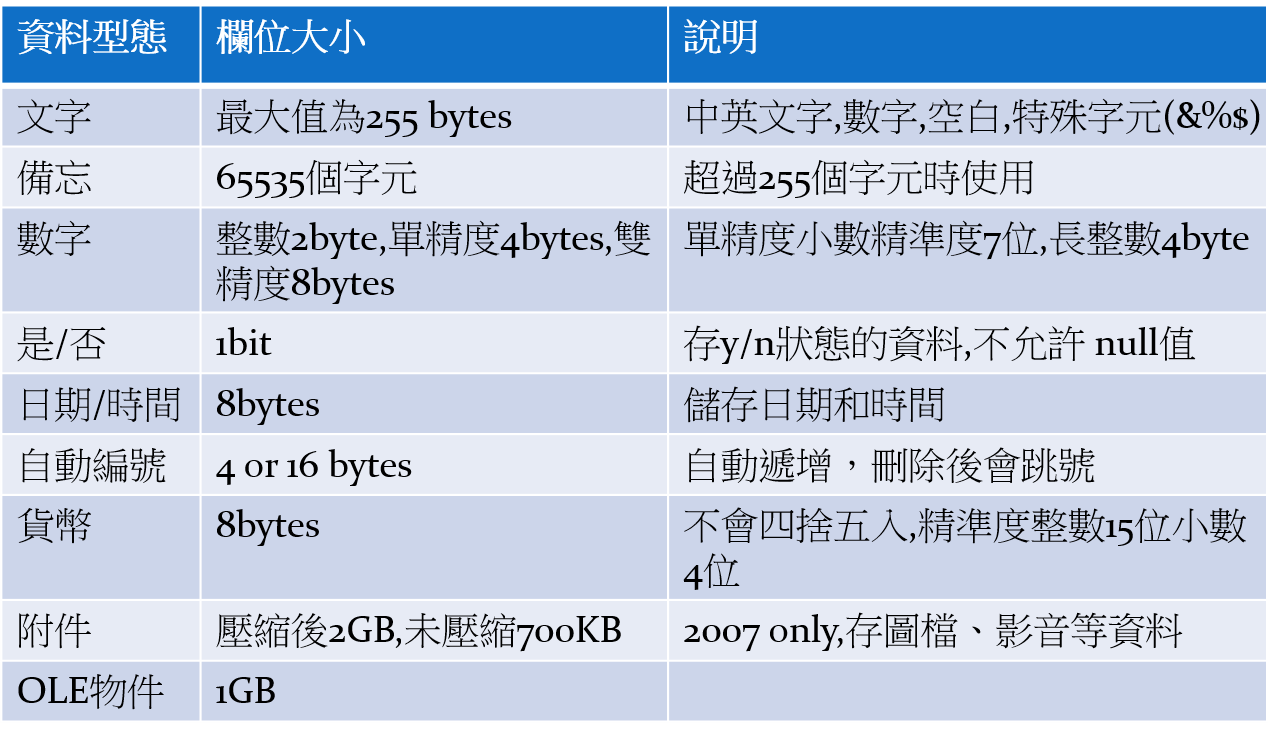 資料型態 欄位大小 說明
文字 最大值為255 bytes 中英文字,數字,空白,特殊字元(&%$)
備忘 65535個字元 超過255個字元時使用
數字 整數2byte,單精度4bytes,雙 單精度小數精準度7位,長整數4byte
精度8bytes
是/否 1bit 存y/n狀態的資料,不允許 null值
日期/時間 8bytes 儲存日期和時間
自動編號 4 or 16 bytes 自動遞增，刪除後會跳號
貨幣 8bytes 不會四捨五入,精準度整數15位小數
4位
附件 壓縮後2GB,未壓縮700KB 2007 only,存圖檔、影音等資料
OLE物件 1GB